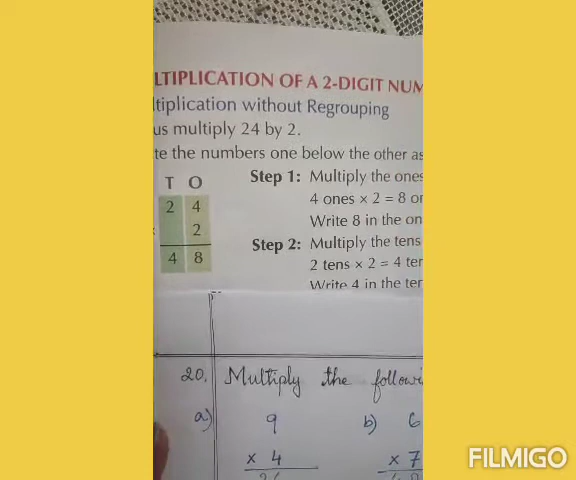 LTIPLICATION OF A 2-DIGIT NUM
ltiplication without Regrouping
us multiply 24 by 2.
te the numbers one below the other as
T O
2 4
2
4 8
Step 1: Multiply the ones
4 ones × 2 = 8 or
Write 8 in the on
Step 2: Multiply the tens
2 tens × 2 = 4 ter
Write 4 in the ter
20. Multiply the followi
a) 9
× 4
b) 6
× 7
FILMIGO